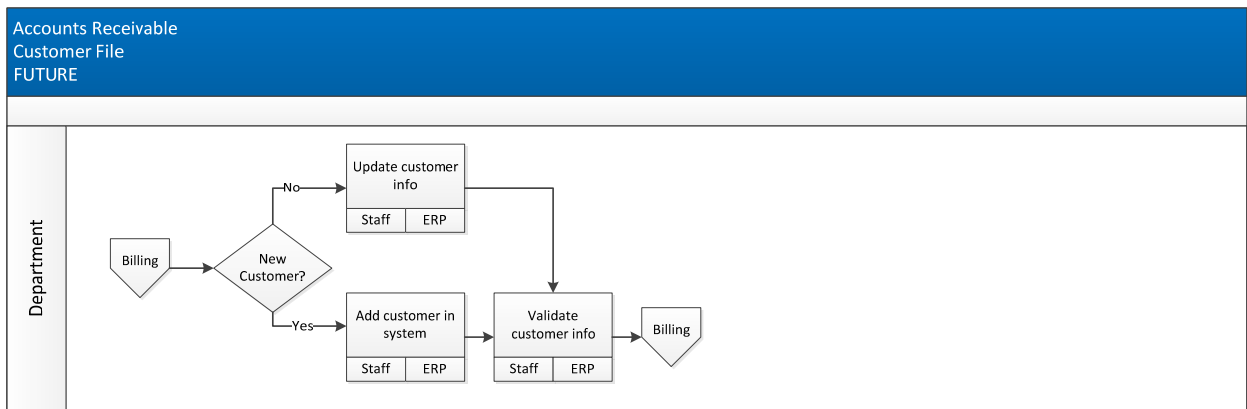 Accounts Receivable
Customer File
FUTURE
Department
Billing
New
Customer?
No
Update customer
info
Staff ERP
Yes
Add customer in
system
Staff ERP
Validate
customer info
Staff ERP
Billing